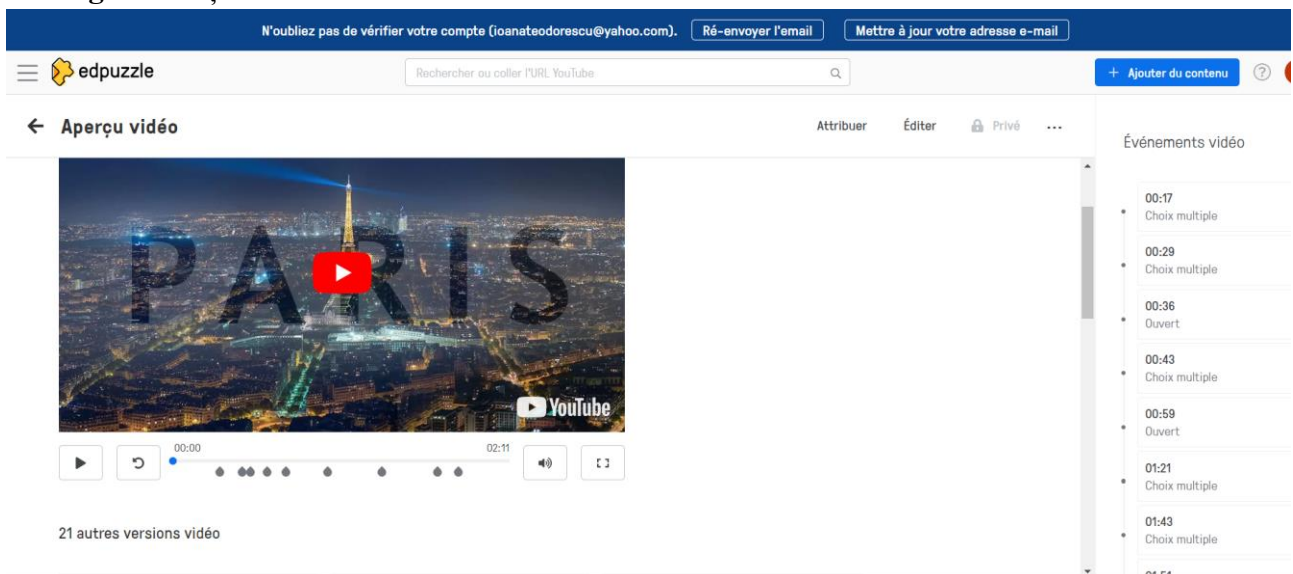 N'oubliez pas de vérifier votre compte (ioanateodorescu@yahoo.com). Ré-envoyer l'email Mettre à jour votre adresse e-mail
edpuzzle Rechercher ou coller l'URL YouTube + Ajouter du contenu ?
Aperçu vidéo Attribuer Éditer Privé ...
Événements vidéo
PARIS
YouTube
00:00 02:11
21 autres versions vidéo
00:17
Choix multiple
00:29
Choix multiple
00:36
Ouvert
00:43
Choix multiple
00:59
Ouvert
01:21
Choix multiple
01:43
Choix multiple